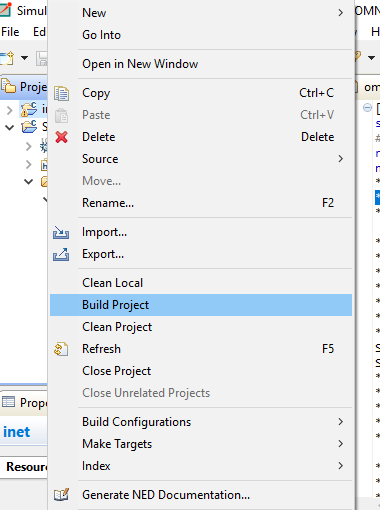 Simul
OMN
File
H
New
Go Into
Open in New Window
Copy Ctrl+C
Paste Ctrl+V
Delete Delete
Source
Move...
Rename... F2
Import...
Export...
Clean Local
Build Project
Clean Project
Refresh F5
Close Project
Close Unrelated Projects
Build Configurations
Make Targets
Index
Generate NED Documentation...
Proje
om
in
S
Prope
inet
Resource